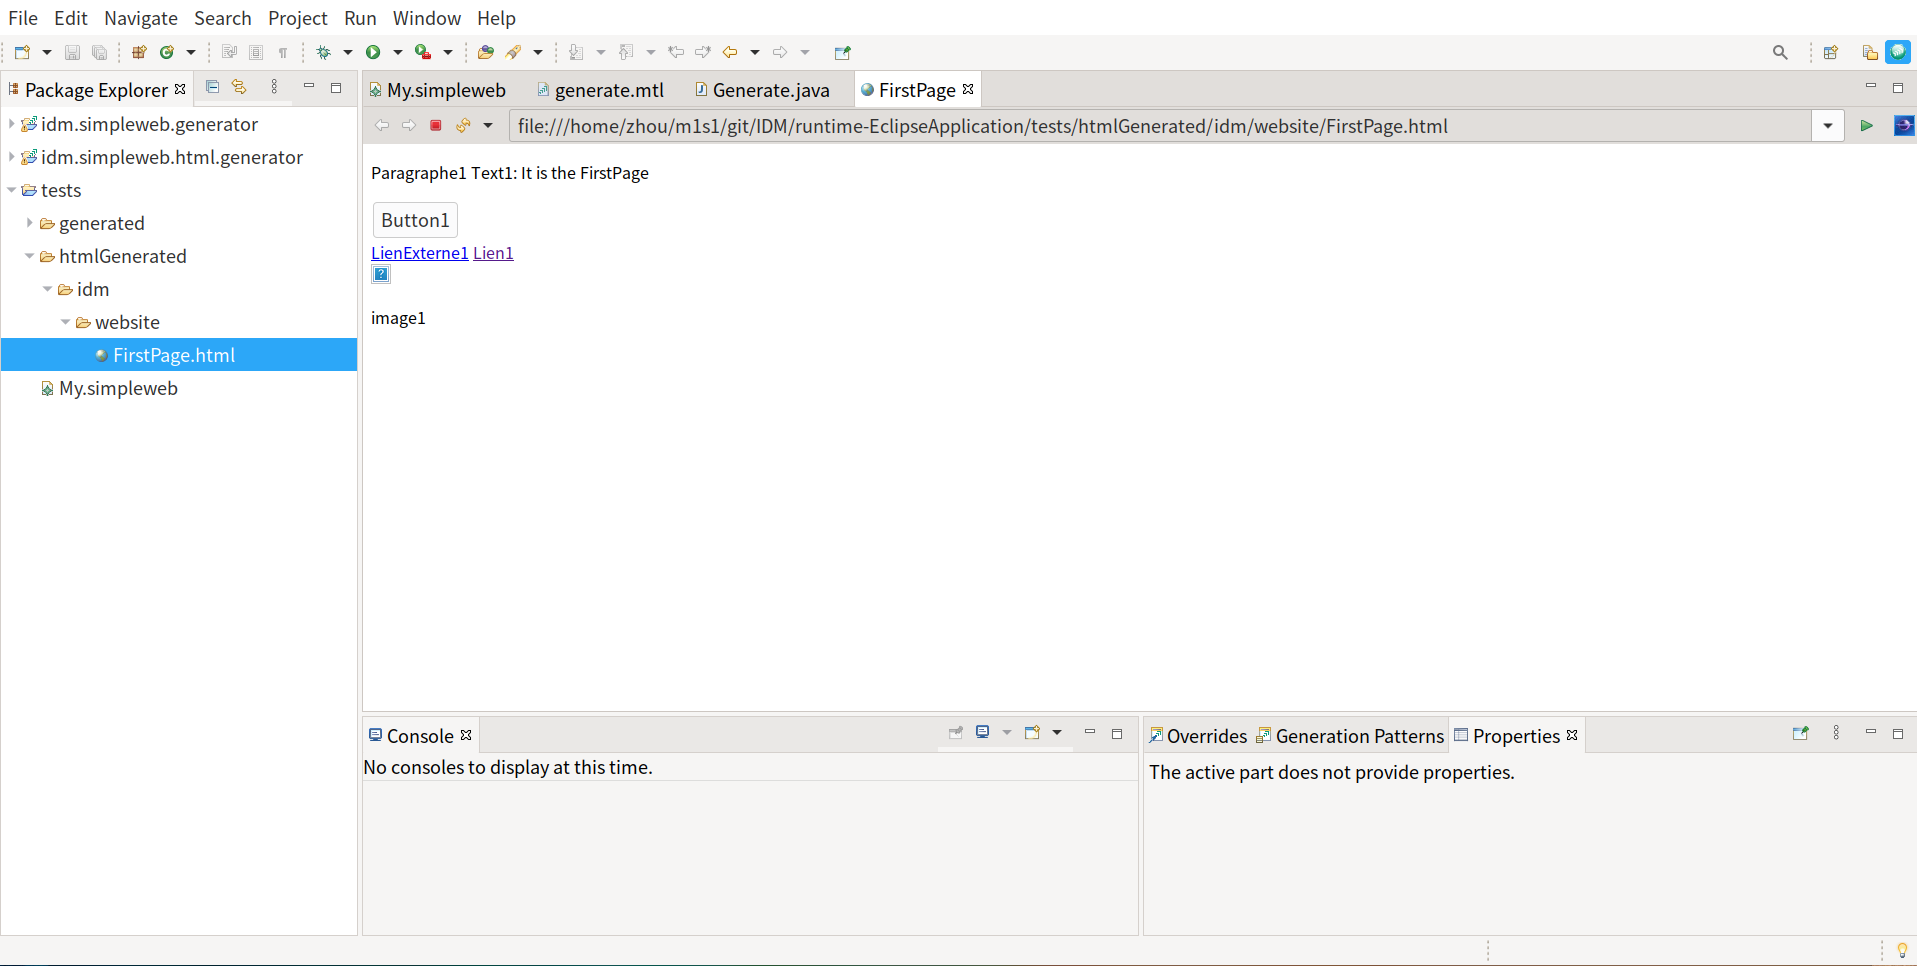 File Edit Navigate Search Project Run Window Help
Package Explorer
idm.simpleweb.generator
idm.simpleweb.html.generator
tests
generated
htmlGenerated
idm
website
FirstPage.html
My.simpleweb
My.simpleweb generate.mtl Generate.java FirstPage
file:///home/zhou/m1s1/git/IDM/runtime-EclipseApplication/tests/htmlGenerated/idm/website/FirstPage.html
Paragraphe1 Text1: It is the FirstPage
Button1
LienExterne1 Lien1
?
image1
Console
No consoles to display at this time.
Overrides Generation Patterns Properties
The active part does not provide properties.